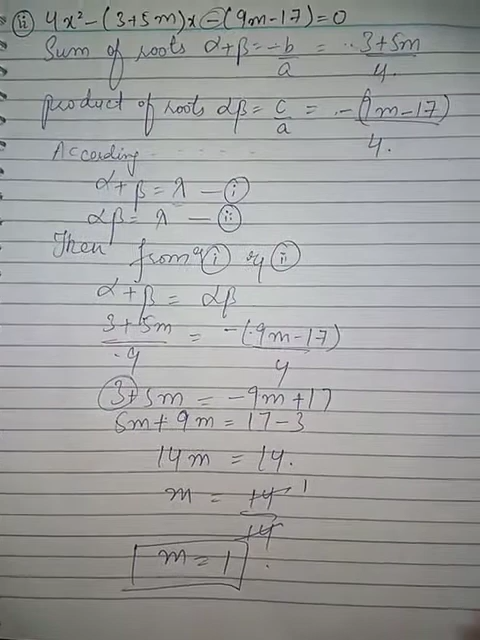 (ii) 4x² - (3+5m)x - (9m-17) = 0
Sum of roots α+β = -b/a = 3+5m/4.
product of roots αβ = c/a = -(9m-17)/4.
According ......
α+β = λ — (i)
αβ = λ — (ii)
Then from (i) & (ii)
α+β = αβ
3+5m/4 = -(9m-17)/4
3+5m = -9m+17
5m+9m = 17-3
14m = 14.
m = 14/14 1
m = 1